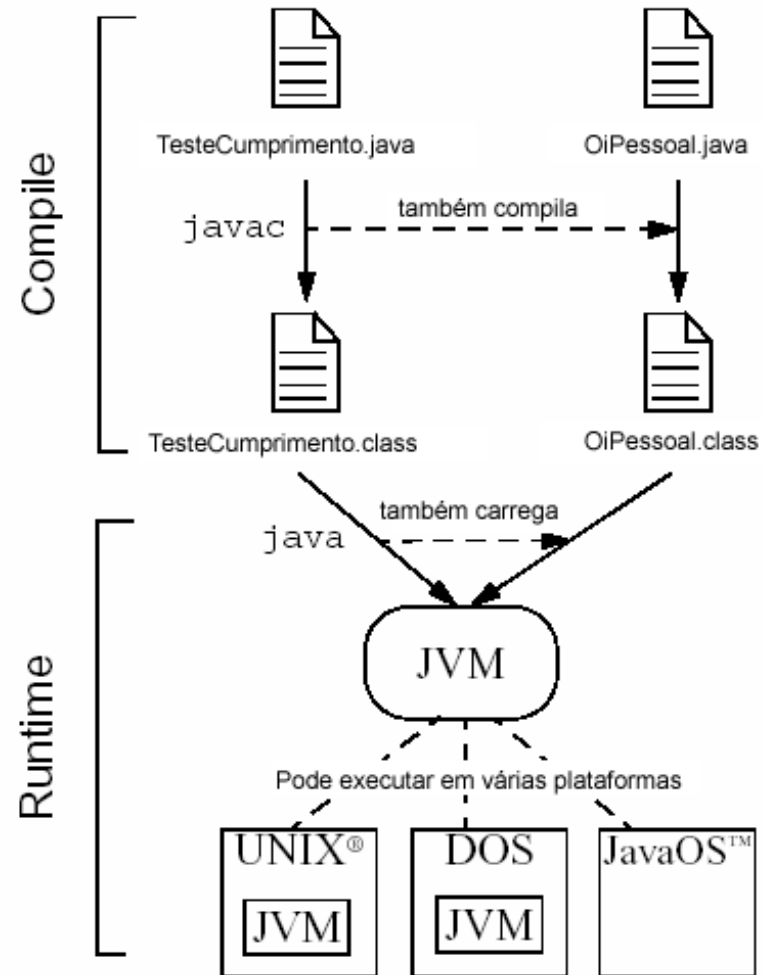 Compile
TesteCumprimento.java
OiPessoal.java
javac
também compila
TesteCumprimento.class
OiPessoal.class
Runtime
java
também carrega
JVM
Pode executar em várias plataformas
UNIX®
DOS
JavaOS™
JVM
JVM